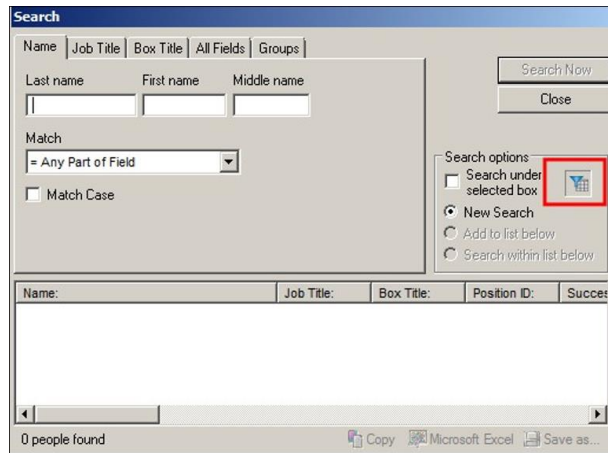 Search
Name Job Title Box Title All Fields Groups
Last name First name Middle name
Search Now
Close
Match
= Any Part of Field
Match Case
Search options
Search under
selected box
New Search
Add to list below
Search within list below
Name: Job Title: Box Title: Position ID: Succes
0 people found Copy Microsoft Excel Save as...